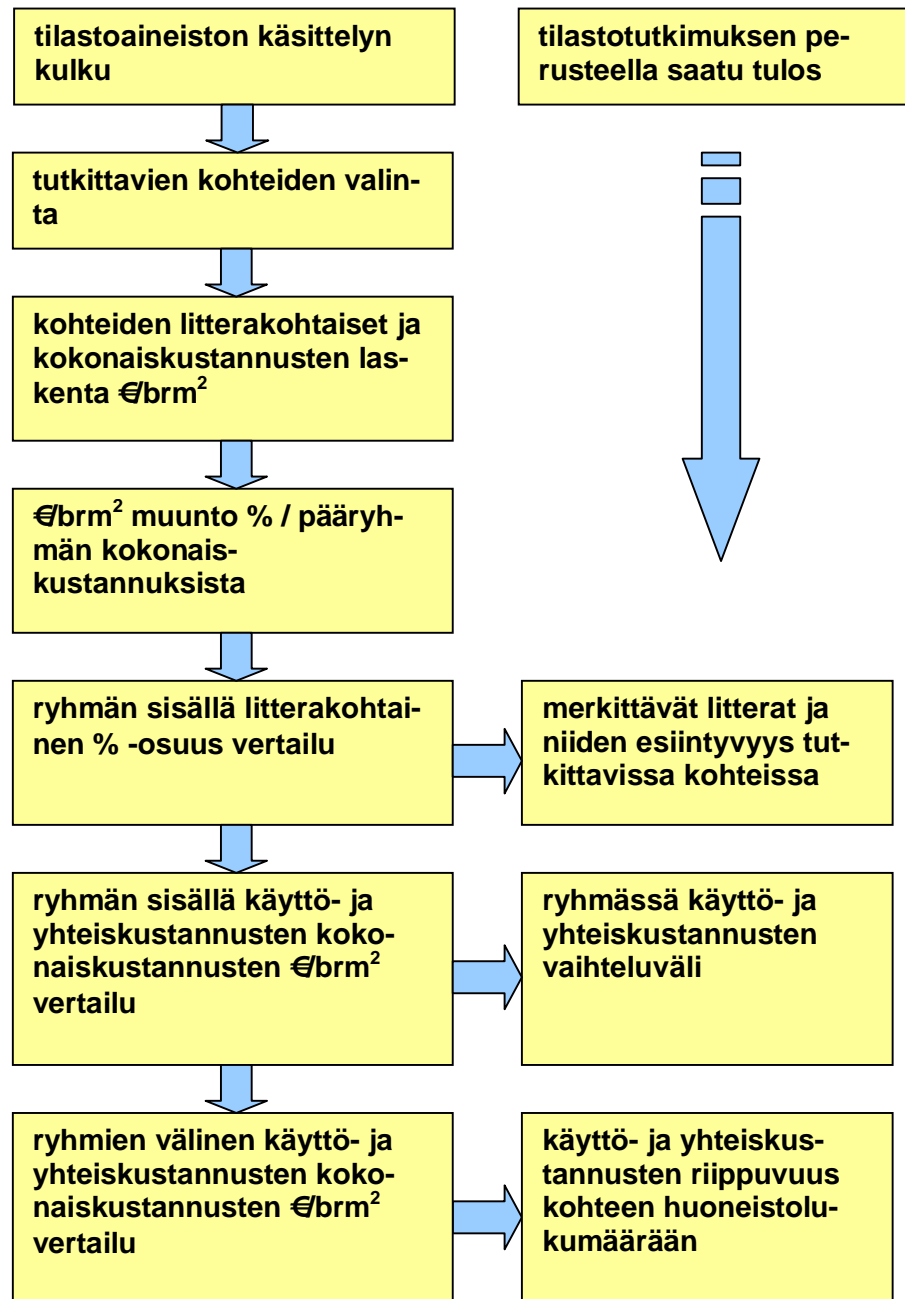 tilastoaineiston käsittelyn
kulku
tilastotutkimuksen pe-
rusteella saatu tulos
tutkittavien kohteiden valin-
ta
kohteiden litterakohtaiset ja
kokonaiskustannusten las-
kenta €/brm²
€/brm² muunto % / pääryh-
män kokonais-
kustannuksista
ryhmän sisällä litterakohtai-
nen % -osuus vertailu
merkittävät litterat ja
niiden esiintyvyys tut-
kittavissa kohteissa
ryhmän sisällä käyttö- ja
yhteiskustannusten koko-
naiskustannusten €/brm²
vertailu
ryhmässä käyttö- ja
yhteiskustannusten
vaihteluväli
ryhmien välinen käyttö- ja
yhteiskustannusten koko-
naiskustannusten €/brm²
vertailu
käyttö- ja yhteiskus-
tannusten riippuvuus
kohteen huoneistolu-
kumäärään